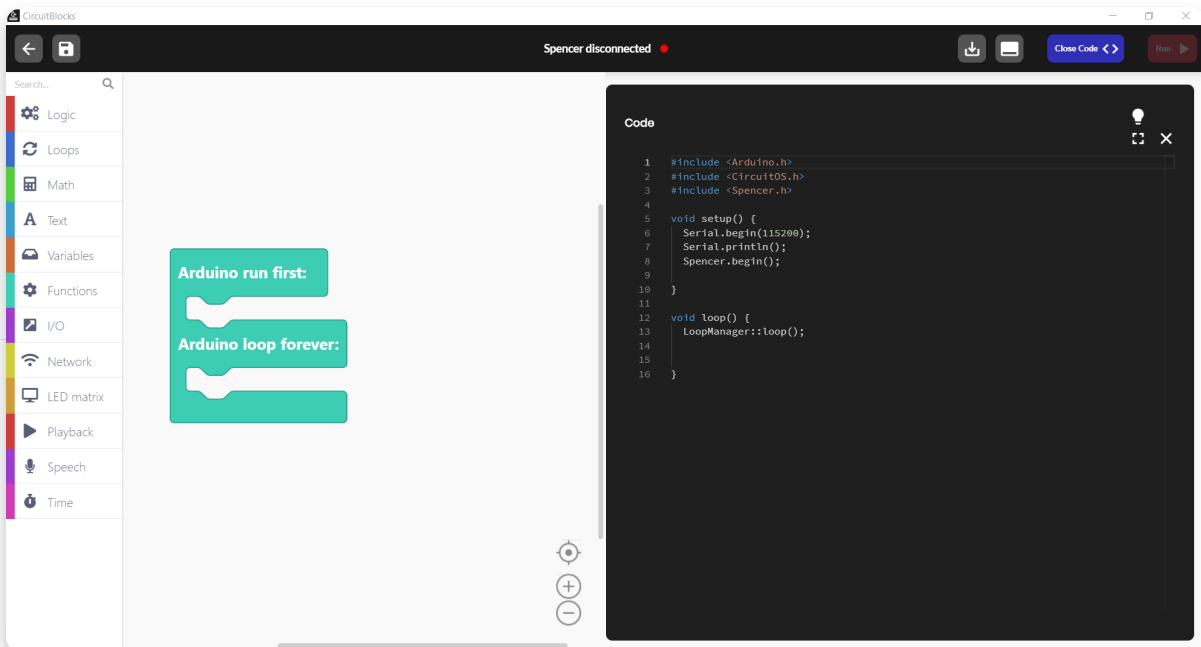 CircuitBlocks
Spencer disconnected
Close Code
Run
Search...
Logic
Loops
Math
Text
Variables
Functions
I/O
Network
LED matrix
Playback
Speech
Time
Arduino run first:
Arduino loop forever:
Code
1 #include <Arduino.h>
2 #include <CircuitOS.h>
3 #include <Spencer.h>
4
5 void setup() {
6 Serial.begin(115200);
7 Serial.println();
8 Spencer.begin();
9
10 }
11
12 void loop() {
13 LoopManager::loop();
14
15
16 }